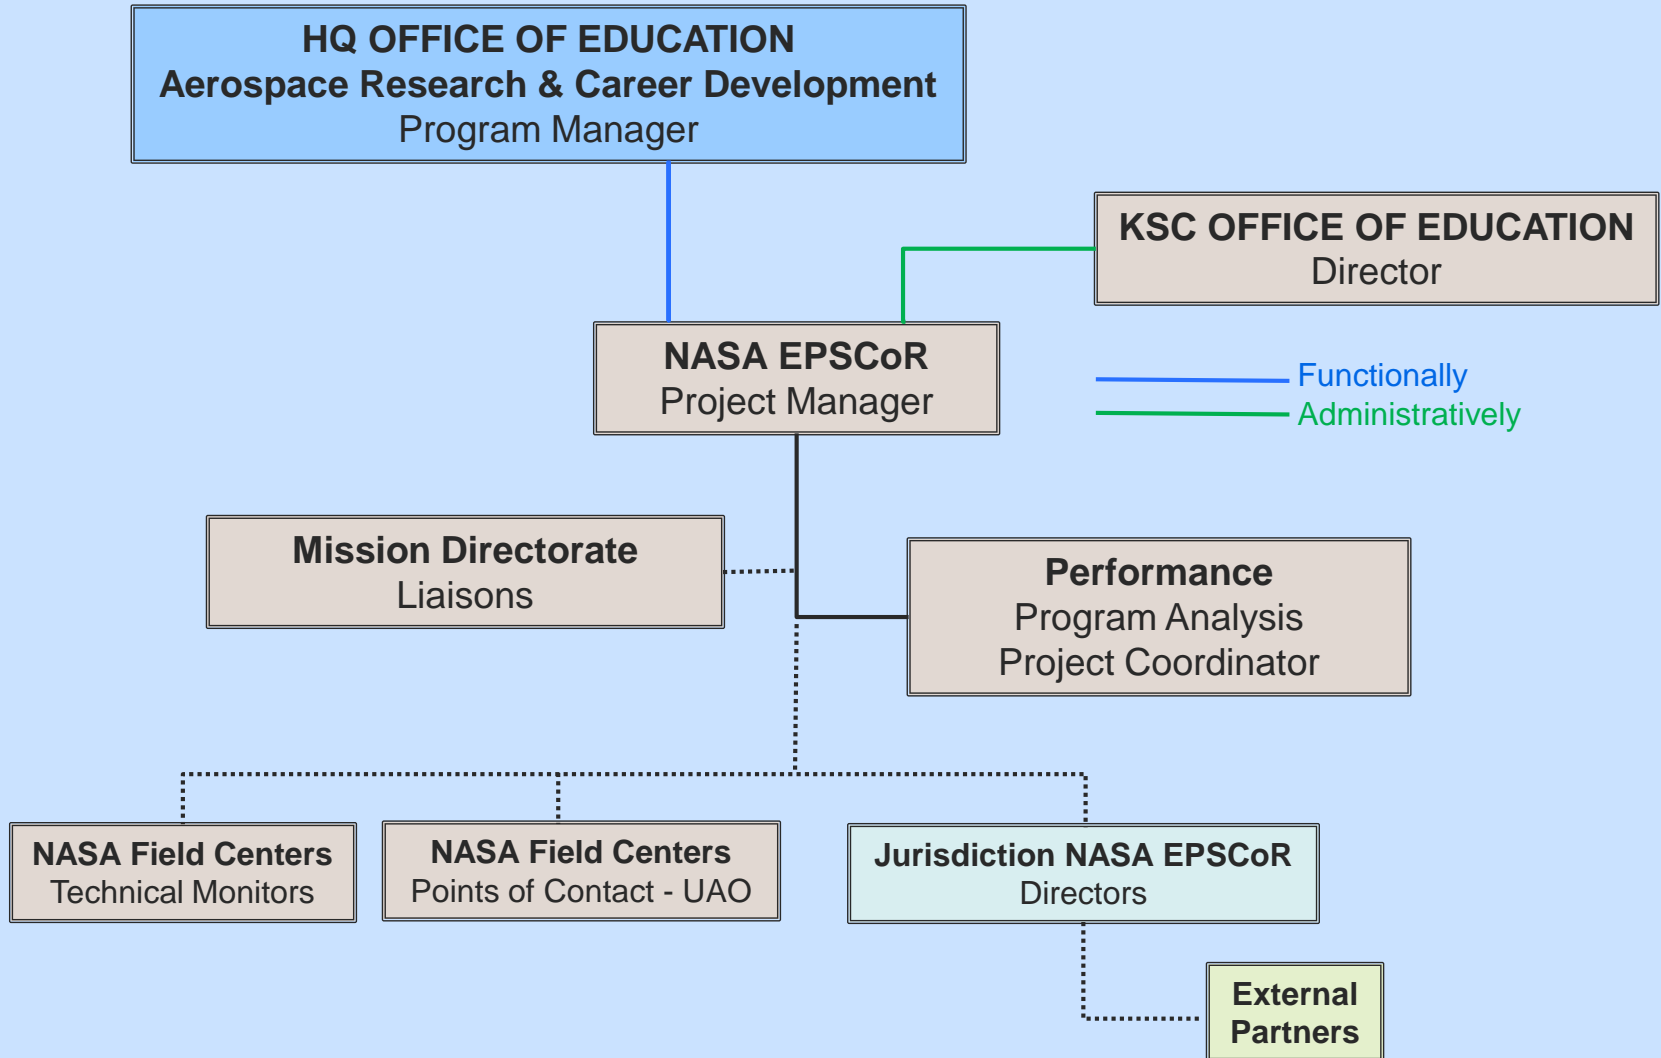 HQ OFFICE OF EDUCATION
Aerospace Research & Career Development
Program Manager
KSC OFFICE OF EDUCATION
Director
NASA EPSCoR
Project Manager
Functionally
Administratively
Mission Directorate
Liaisons
Performance
Program Analysis
Project Coordinator
NASA Field Centers
Technical Monitors
NASA Field Centers
Points of Contact - UAO
Jurisdiction NASA EPSCoR
Directors
External
Partners